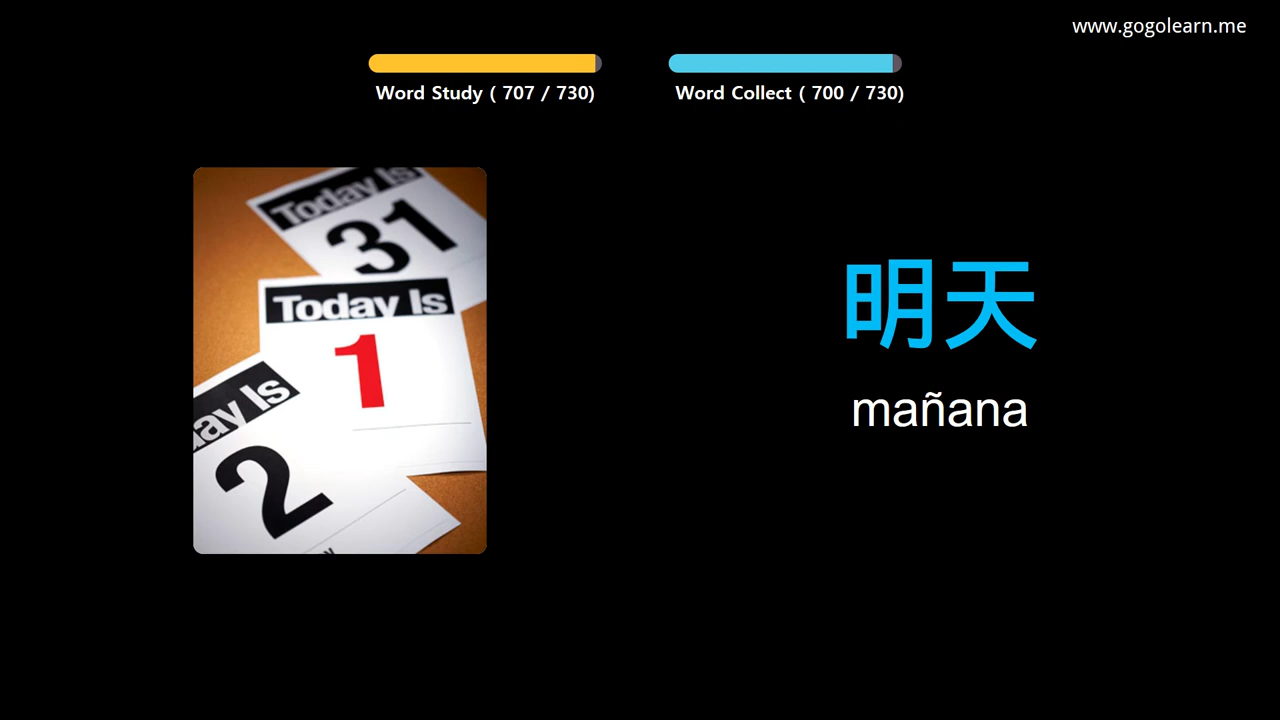 www.gogolearn.me
Word Study ( 707 / 730)
Word Collect ( 700 / 730)
Today Is
31
Today Is
1
day Is
2
明天
mañana